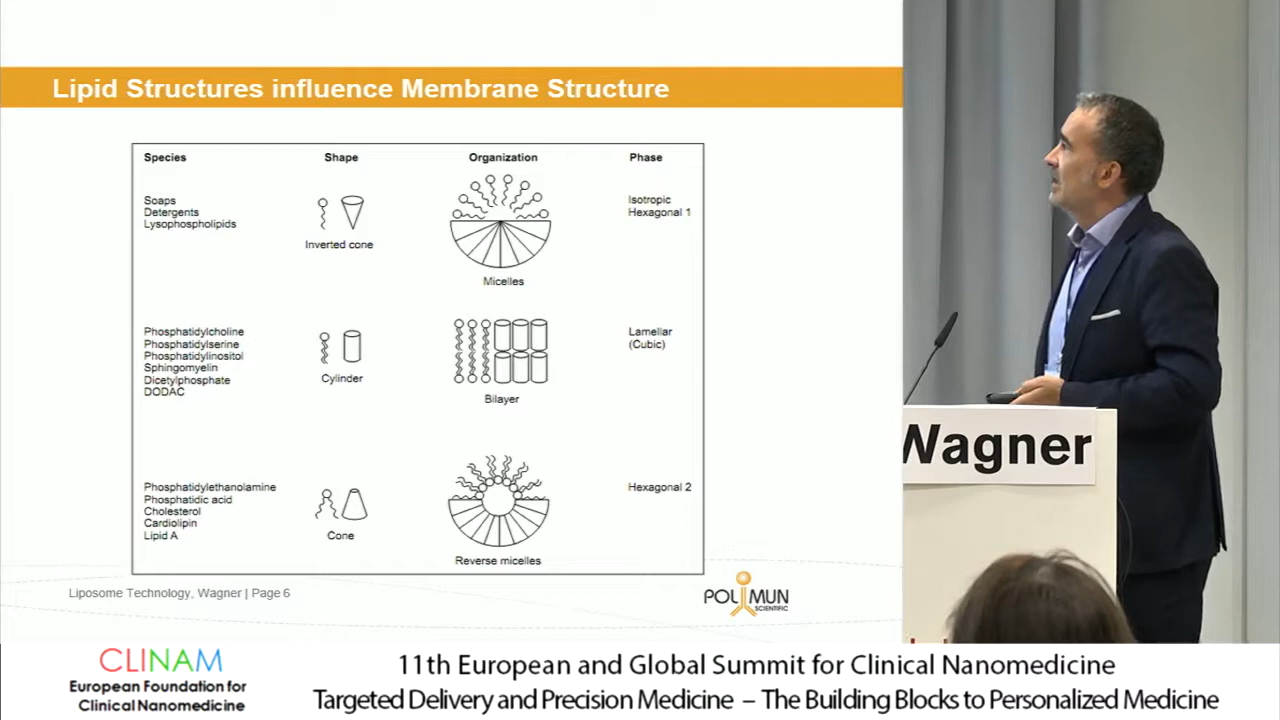 Lipid Structures influence Membrane Structure
Species Shape Organization Phase
Soaps
Detergents
Lysophospholipids
Inverted cone
Micelles
Isotropic
Hexagonal 1
Phosphatidylcholine
Phosphatidylserine
Phosphatidylinositol
Sphingomyelin
Dicetylphosphate
DODAC
Cylinder
Bilayer
Lamellar
(Cubic)
Phosphatidylethanolamine
Phosphatidic acid
Cholesterol
Cardiolipin
Lipid A
Cone
Reverse micelles
Hexagonal 2
Liposome Technology, Wagner | Page 6
POLYMUN
SCIENTIFIC
Wagner
CLINAM
European Foundation for
Clinical Nanomedicine
11th European and Global Summit for Clinical Nanomedicine
Targeted Delivery and Precision Medicine – The Building Blocks to Personalized Medicine